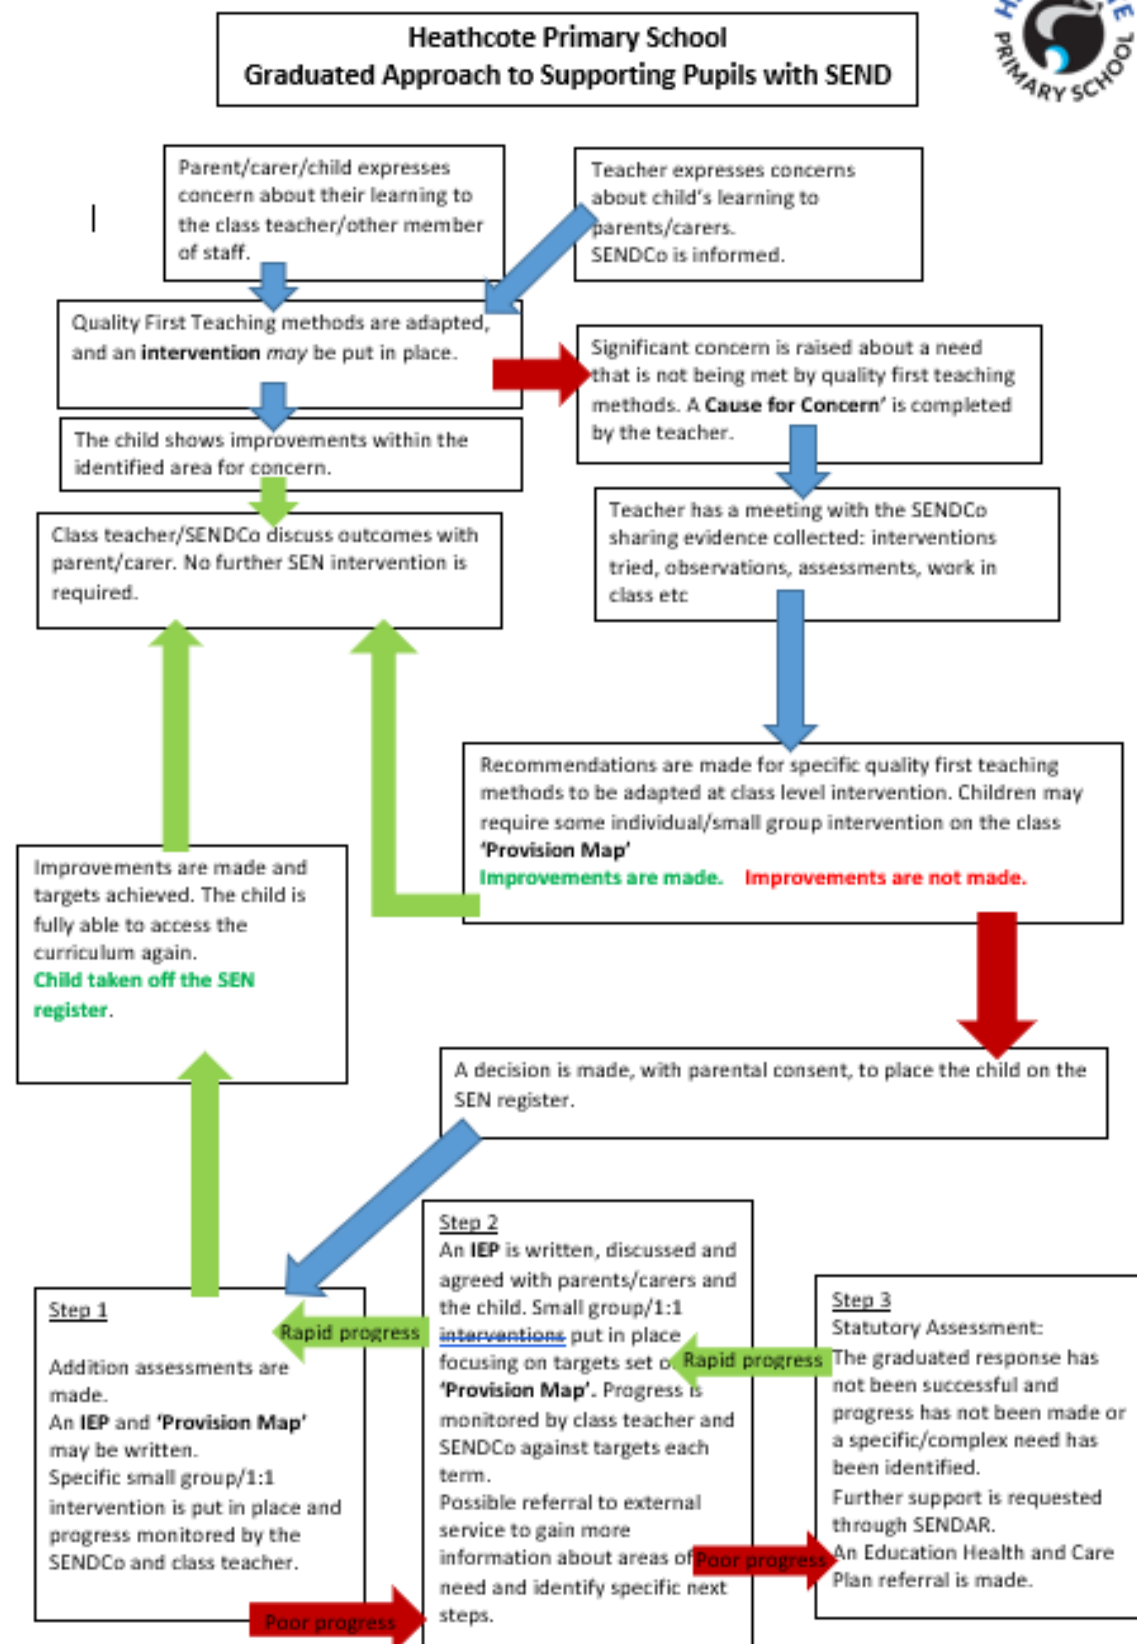 Heathcote Primary School
Graduated Approach to Supporting Pupils with SEND
PRIMARY SCHOOL
Parent/carer/child expresses
concern about their learning to
the class teacher/other member
of staff.
Teacher expresses concerns
about child's learning to
parents/carers.
SENDCo is informed.
Quality First Teaching methods are adapted,
and an intervention may be put in place.
Significant concern is raised about a need
that is not being met by quality first teaching
methods. A Cause for Concern' is completed
by the teacher.
The child shows improvements within the
identified area for concern.
Teacher has a meeting with the SENDCo
sharing evidence collected: interventions
tried, observations, assessments, work in
class etc
Class teacher/SENDCo discuss outcomes with
parent/carer. No further SEN intervention is
required.
Recommendations are made for specific quality first teaching
methods to be adapted at class level intervention. Children may
require some individual/small group intervention on the class
'Provision Map'
Improvements are made. Improvements are not made.
Improvements are made and
targets achieved. The child is
fully able to access the
curriculum again.
Child taken off the SEN
register.
A decision is made, with parental consent, to place the child on the
SEN register.
Step 1
Addition assessments are
made.
An IEP and 'Provision Map'
may be written.
Specific small group/1:1
intervention is put in place and
progress monitored by the
SENDCo and class teacher.
Rapid progress
Poor progress
Step 2
An IEP is written, discussed and
agreed with parents/carers and
the child. Small group/1:1
interventions put in place
focusing on targets set
'Provision Map'. Progress is
monitored by class teacher and
SENDCo against targets each
term.
Possible referral to external
service to gain more
information about areas of
need and identify specific next
steps.
Rapid progress
Poor progress
Step 3
Statutory Assessment:
The graduated response has
not been successful and
progress has not been made or
a specific/complex need has
been identified.
Further support is requested
through SENDAR.
An Education Health and Care
Plan referral is made.